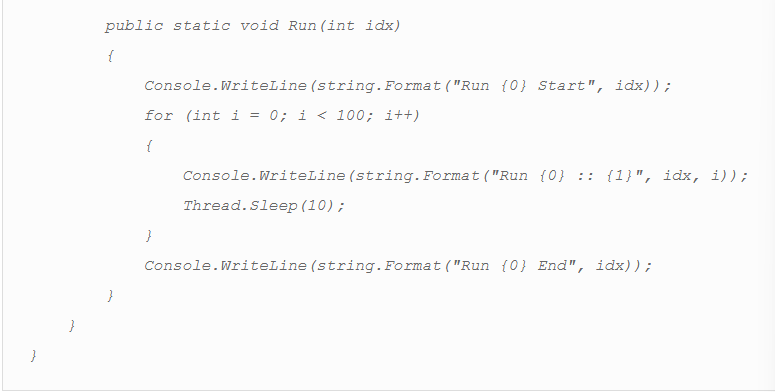 public static void Run(int idx)
{
Console.WriteLine(string.Format("Run {0} Start", idx));
for (int i = 0; i < 100; i++)
{
Console.WriteLine(string.Format("Run {0} :: {1}", idx, i));
Thread.Sleep(10);
}
Console.WriteLine(string.Format("Run {0} End", idx));
}
}
}